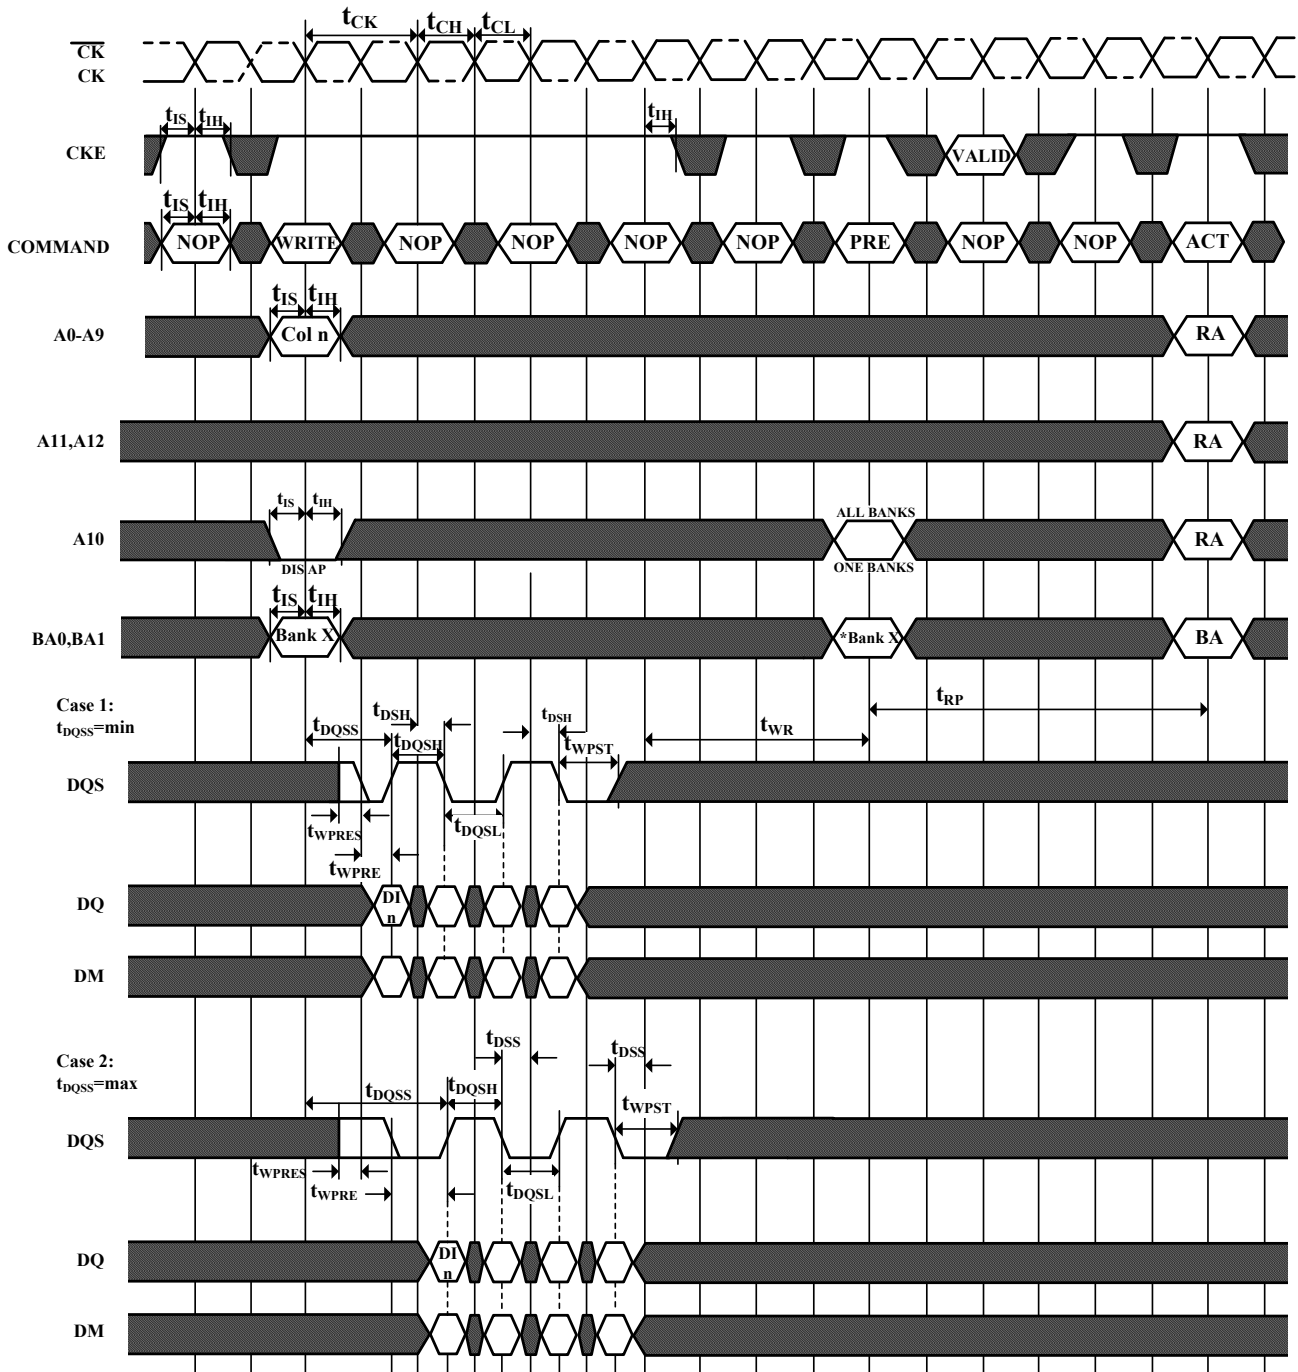 tCK tCH tCL
CK
CK
tIS tIH tIH
CKE VALID
tIS tIH
COMMAND NOP WRITE NOP NOP NOP NOP PRE NOP NOP ACT
tIS tIH
A0-A9 Col n RA
A11,A12 RA
tIS tIH ALL BANKS
A10 RA
DIS AP ONE BANKS
tIS tIH
BA0,BA1 Bank X *Bank X BA
Case 1:
tDQSS=min
tDQSS tDSH tDSH tWR tRP
tDQSH tWPST
DQS
tWPRES tDQSL
tWPRE
DQ DI
n
DM
Case 2:
tDQSS=max
tDSS tDSS
tDQSS tDQSH
tWPST
DQS
tWPRES tWPRE tDQSL
DQ DI
n
DM